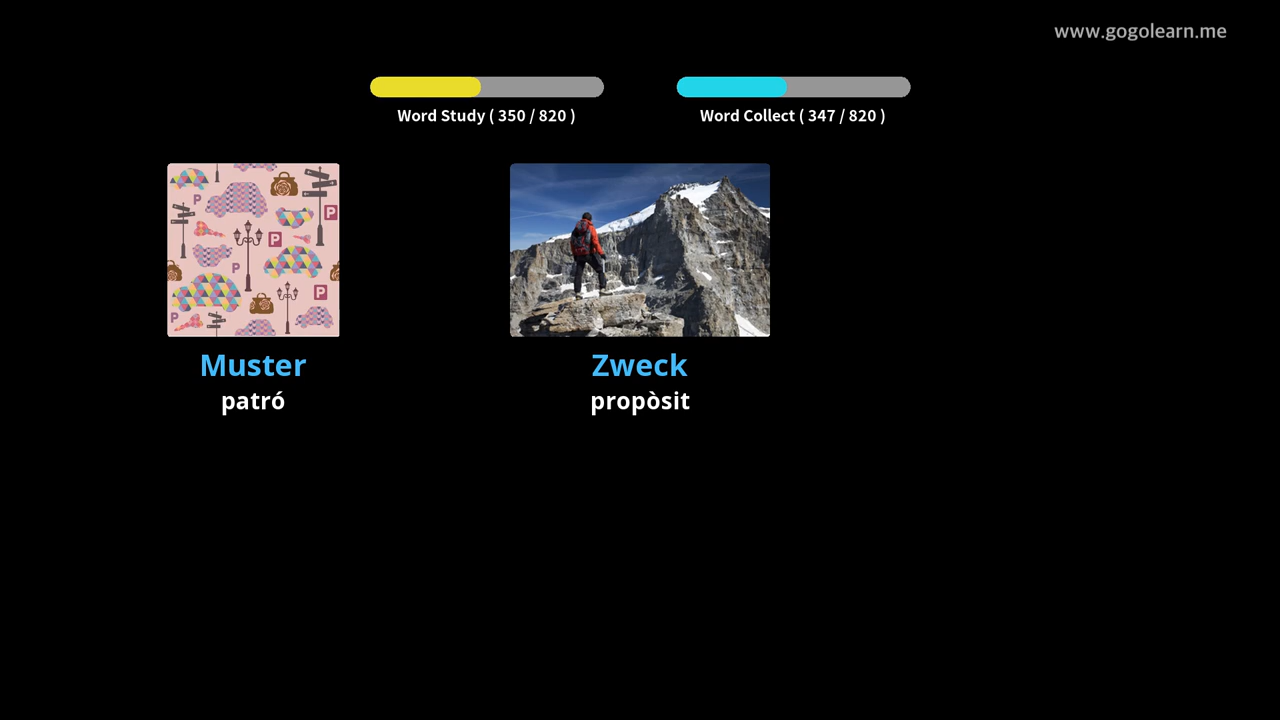 www.gogolearn.me
Word Study ( 350 / 820 )
Word Collect ( 347 / 820 )
P
P
P
P
P
P
Muster
patró
Zweck
propòsit